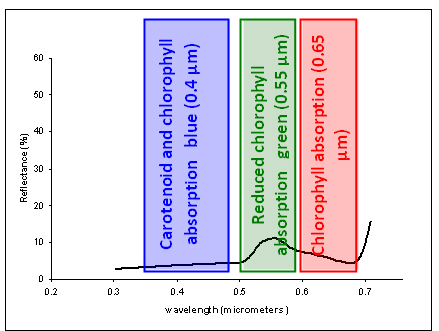 Carotenoid and chlorophyll
absorption blue (0.4 µm)
Reduced chlorophyll
absorption green (0.55 µm)
Chlorophyll absorption (0.65
µm)
Reflectance (%)
60
50
40
30
20
10
0
0.2
0.3
0.4
0.5
0.6
0.7
wavelength (micrometers )